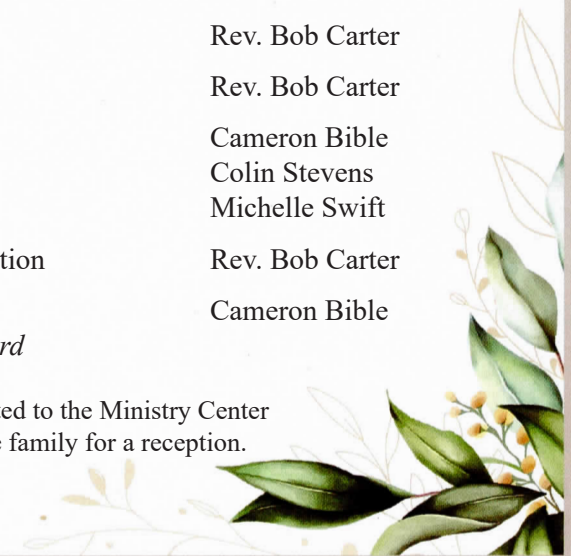 Rev. Bob Carter
Rev. Bob Carter
Cameron Bible
Colin Stevens
Michelle Swift
tion Rev. Bob Carter
Cameron Bible
rd
ted to the Ministry Center
e family for a reception.